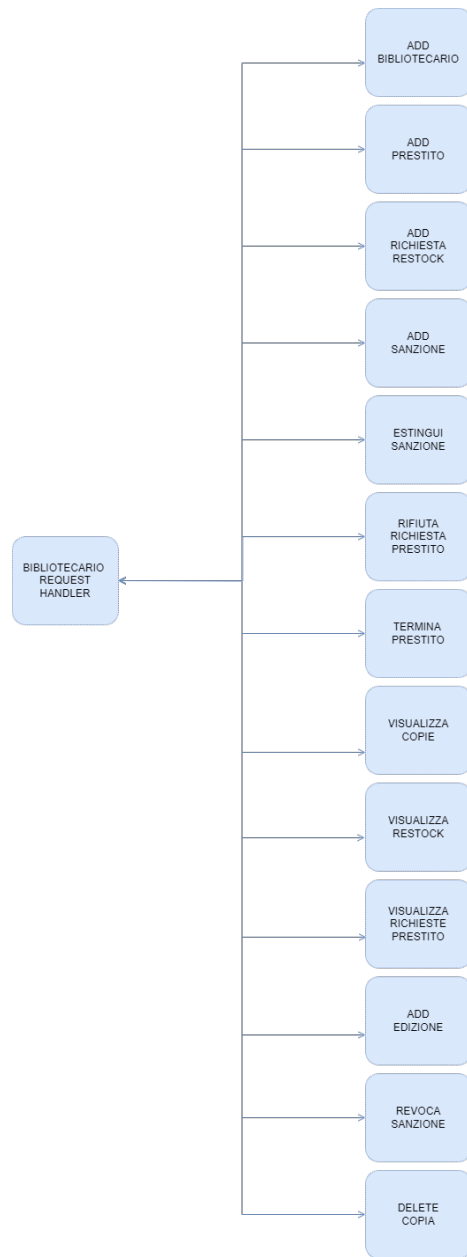 ADD
BIBLIOTECARIO
ADD
PRESTITO
ADD
RICHIESTA
RESTOCK
ADD
SANZIONE
ESTINGUI
SANZIONE
RIFIUTA
RICHIESTA
PRESTITO
BIBLIOTECARIO
REQUEST
HANDLER
TERMINA
PRESTITO
VISUALIZZA
COPIE
VISUALIZZA
RESTOCK
VISUALIZZA
RICHIESTE
PRESTITO
ADD
EDIZIONE
REVOCA
SANZIONE
DELETE
COPIA